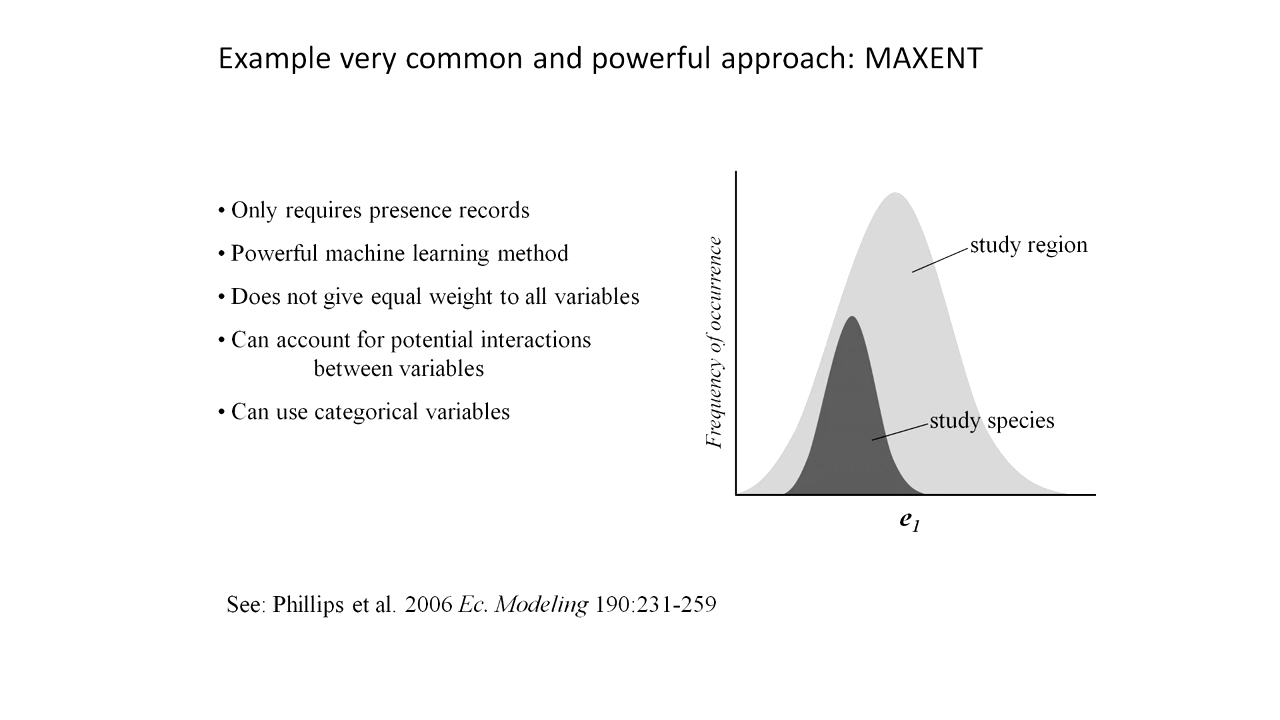 Example very common and powerful approach: MAXENT
• Only requires presence records
• Powerful machine learning method
• Does not give equal weight to all variables
• Can account for potential interactions
between variables
• Can use categorical variables
Frequency of occurrence
study region
study species
e1
See: Phillips et al. 2006 Ec. Modeling 190:231-259